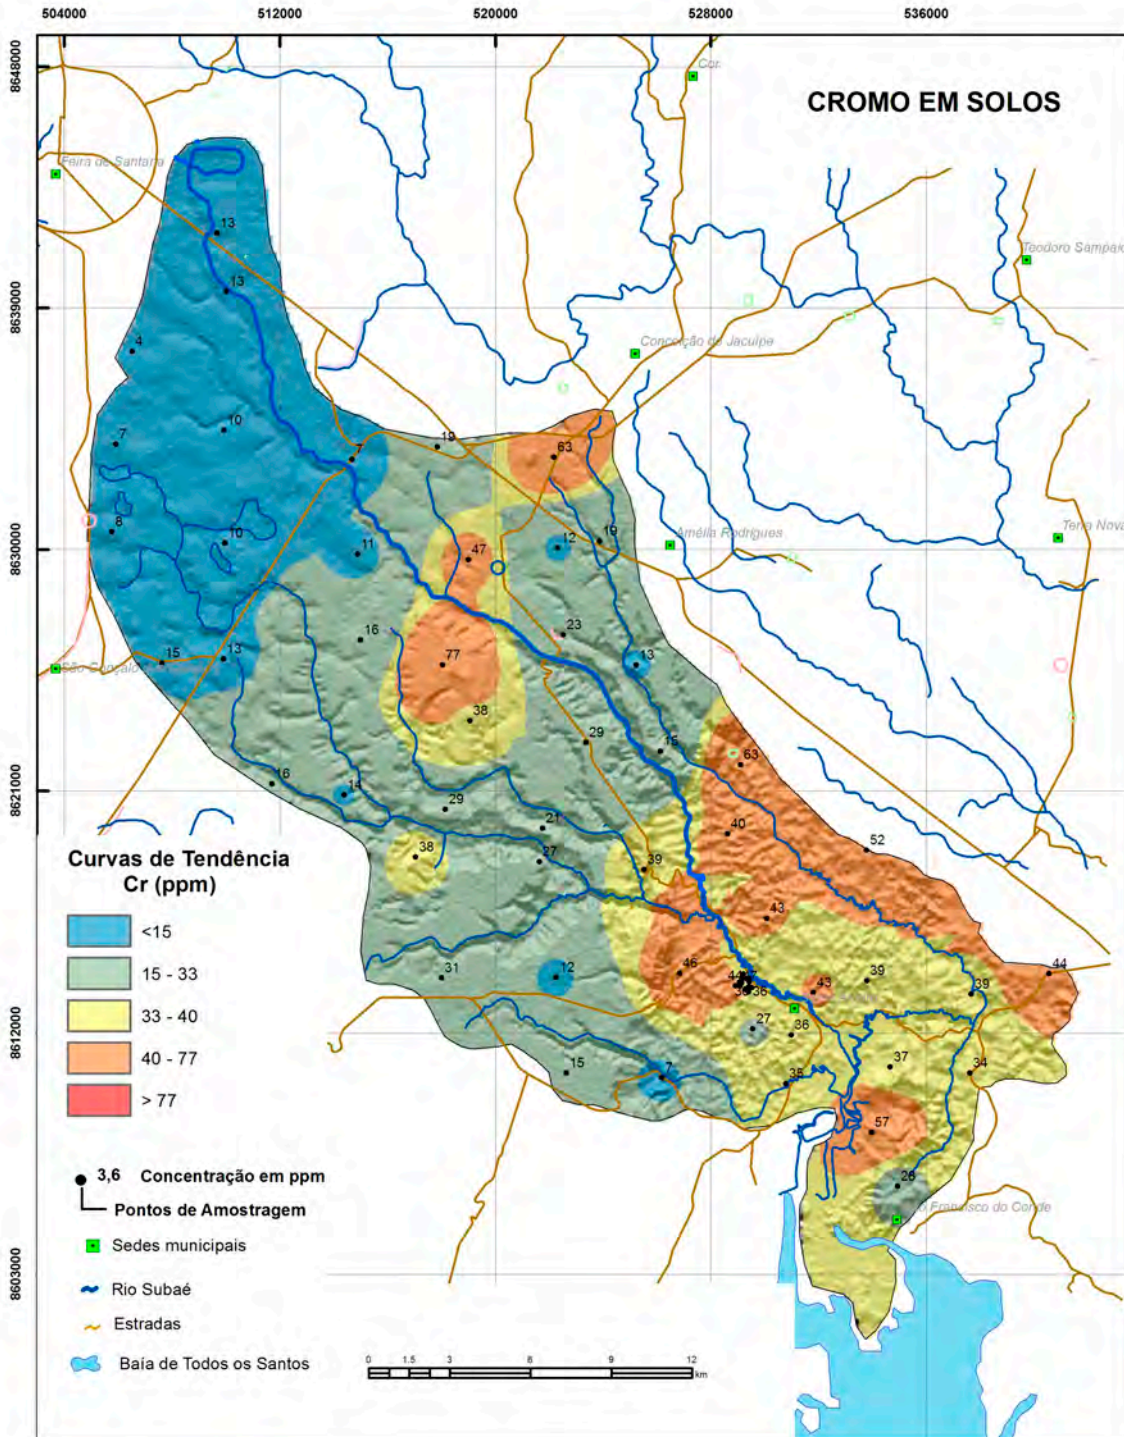 504000
512000
520000
528000
536000
8648000
8639000
8630000
8621000
8612000
8603000
CROMO EM SOLOS
Cor
Feira de Santana
Teodoro Sampaio
Conceição do Jacuípe
Amélia Rodrigues
Terra Nova
São Gonçalo
o Francisco do Conde
13
13
4
10
7
7
19
63
8
10
11
47
12
19
16
23
15
13
77
13
38
29
15
63
16
14
29
21
40
52
38
27
39
43
31
12
46
44
43
39
39
44
36
27
36
37
34
15
7
35
57
28
Curvas de Tendência
Cr (ppm)
<15
15 - 33
33 - 40
40 - 77
> 77
3,6 Concentração em ppm
Pontos de Amostragem
Sedes municipais
Rio Subaé
Estradas
Baía de Todos os Santos
0 1.5 3 6 9 12
km